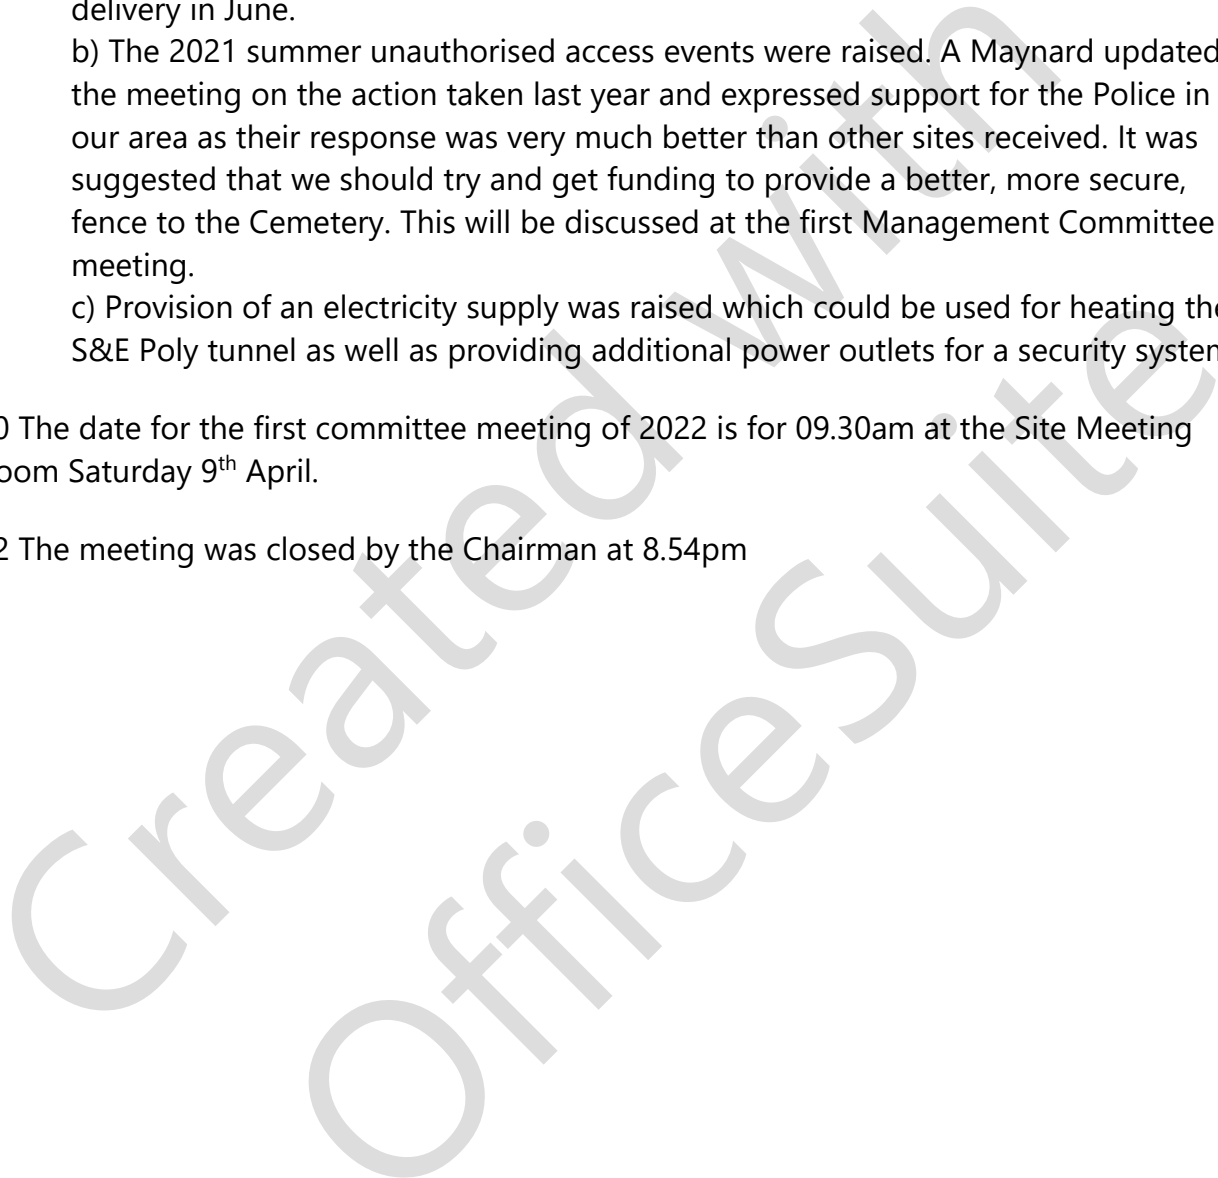 delivery in June.
b) The 2021 summer unauthorised access events were raised. A Maynard updated
the meeting on the action taken last year and expressed support for the Police in
our area as their response was very much better than other sites received. It was
suggested that we should try and get funding to provide a better, more secure,
fence to the Cemetery. This will be discussed at the first Management Committee
meeting.
c) Provision of an electricity supply was raised which could be used for heating the
S&E Poly tunnel as well as providing additional power outlets for a security system
0 The date for the first committee meeting of 2022 is for 09.30am at the Site Meeting
oom Saturday 9th April.
2 The meeting was closed by the Chairman at 8.54pm
Created with
OfficeSuite